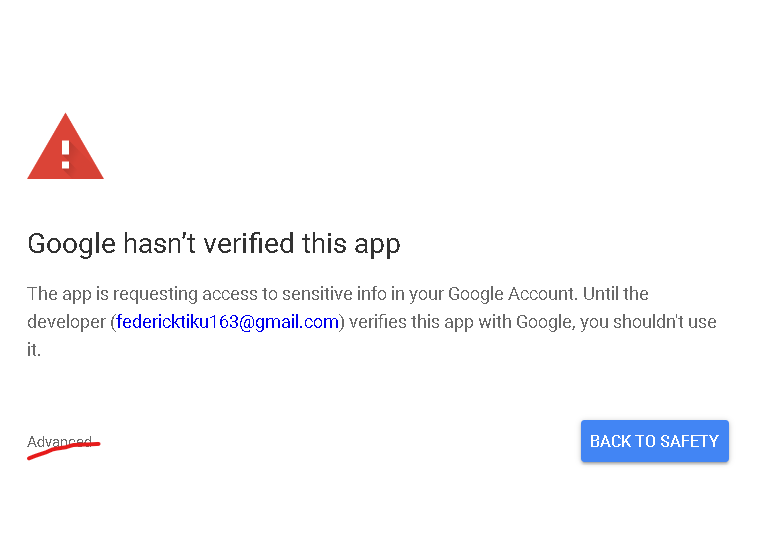 Google hasn’t verified this app
The app is requesting access to sensitive info in your Google Account. Until the
developer (federicktiku163@gmail.com) verifies this app with Google, you shouldn't use
it.
Advanced
BACK TO SAFETY